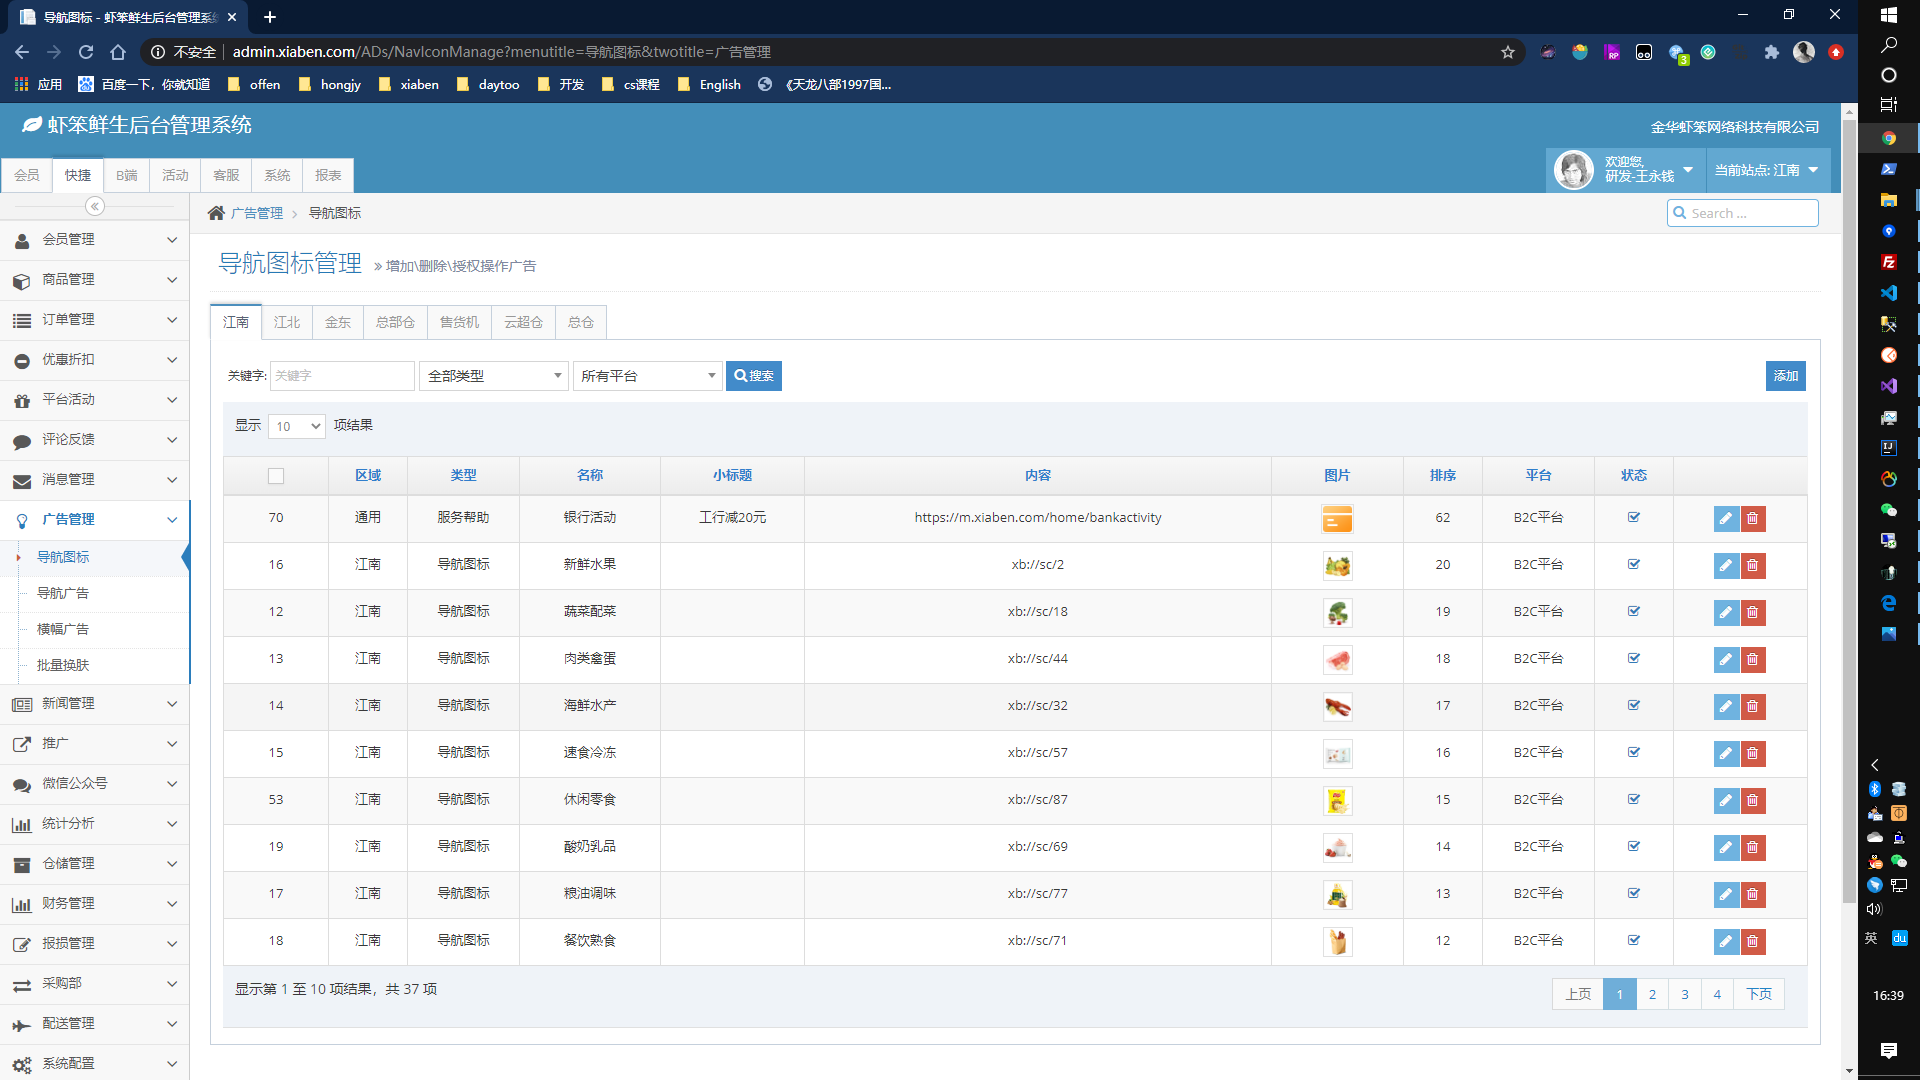 导航图标 - 虾笨鲜生后台管理系
不安全 admin.xiaben.com/ADs/NavIconManage?menutitle=导航图标&twotitle=广告管理
应用 百度一下，你就知道 offen hongjy xiaben daytoo 开发 cs课程 English 《天龙八部1997国...
虾笨鲜生后台管理系统
金华虾笨网络科技有限公司
会员 快捷 B端 活动 客服 系统 报表
欢迎您,
研发-王永钱
当前站点: 江南
广告管理 导航图标
Search ...
会员管理
商品管理
订单管理
优惠折扣
平台活动
评论反馈
消息管理
广告管理
导航图标
导航广告
横幅广告
批量换肤
新闻管理
推广
微信公众号
统计分析
仓储管理
财务管理
报损管理
采购部
配送管理
系统配置
导航图标管理 » 增加\删除\授权操作广告
江南 江北 金东 总部仓 售货机 云超仓 总仓
关键字: 关键字 全部类型 所有平台 搜索 添加
显示 10 项结果
区域 类型 名称 小标题 内容 图片 排序 平台 状态
70 通用 服务帮助 银行活动 工行减20元 https://m.xiaben.com/home/bankactivity 62 B2C平台
16 江南 导航图标 新鲜水果 xb://sc/2 20 B2C平台
12 江南 导航图标 蔬菜配菜 xb://sc/18 19 B2C平台
13 江南 导航图标 肉类禽蛋 xb://sc/44 18 B2C平台
14 江南 导航图标 海鲜水产 xb://sc/32 17 B2C平台
15 江南 导航图标 速食冷冻 xb://sc/57 16 B2C平台
53 江南 导航图标 休闲零食 xb://sc/87 15 B2C平台
19 江南 导航图标 酸奶乳品 xb://sc/69 14 B2C平台
17 江南 导航图标 粮油调味 xb://sc/77 13 B2C平台
18 江南 导航图标 餐饮熟食 xb://sc/71 12 B2C平台
显示第 1 至 10 项结果，共 37 项
上页 1 2 3 4 下页
RP
3
FZ
IJ
英 du
16:39